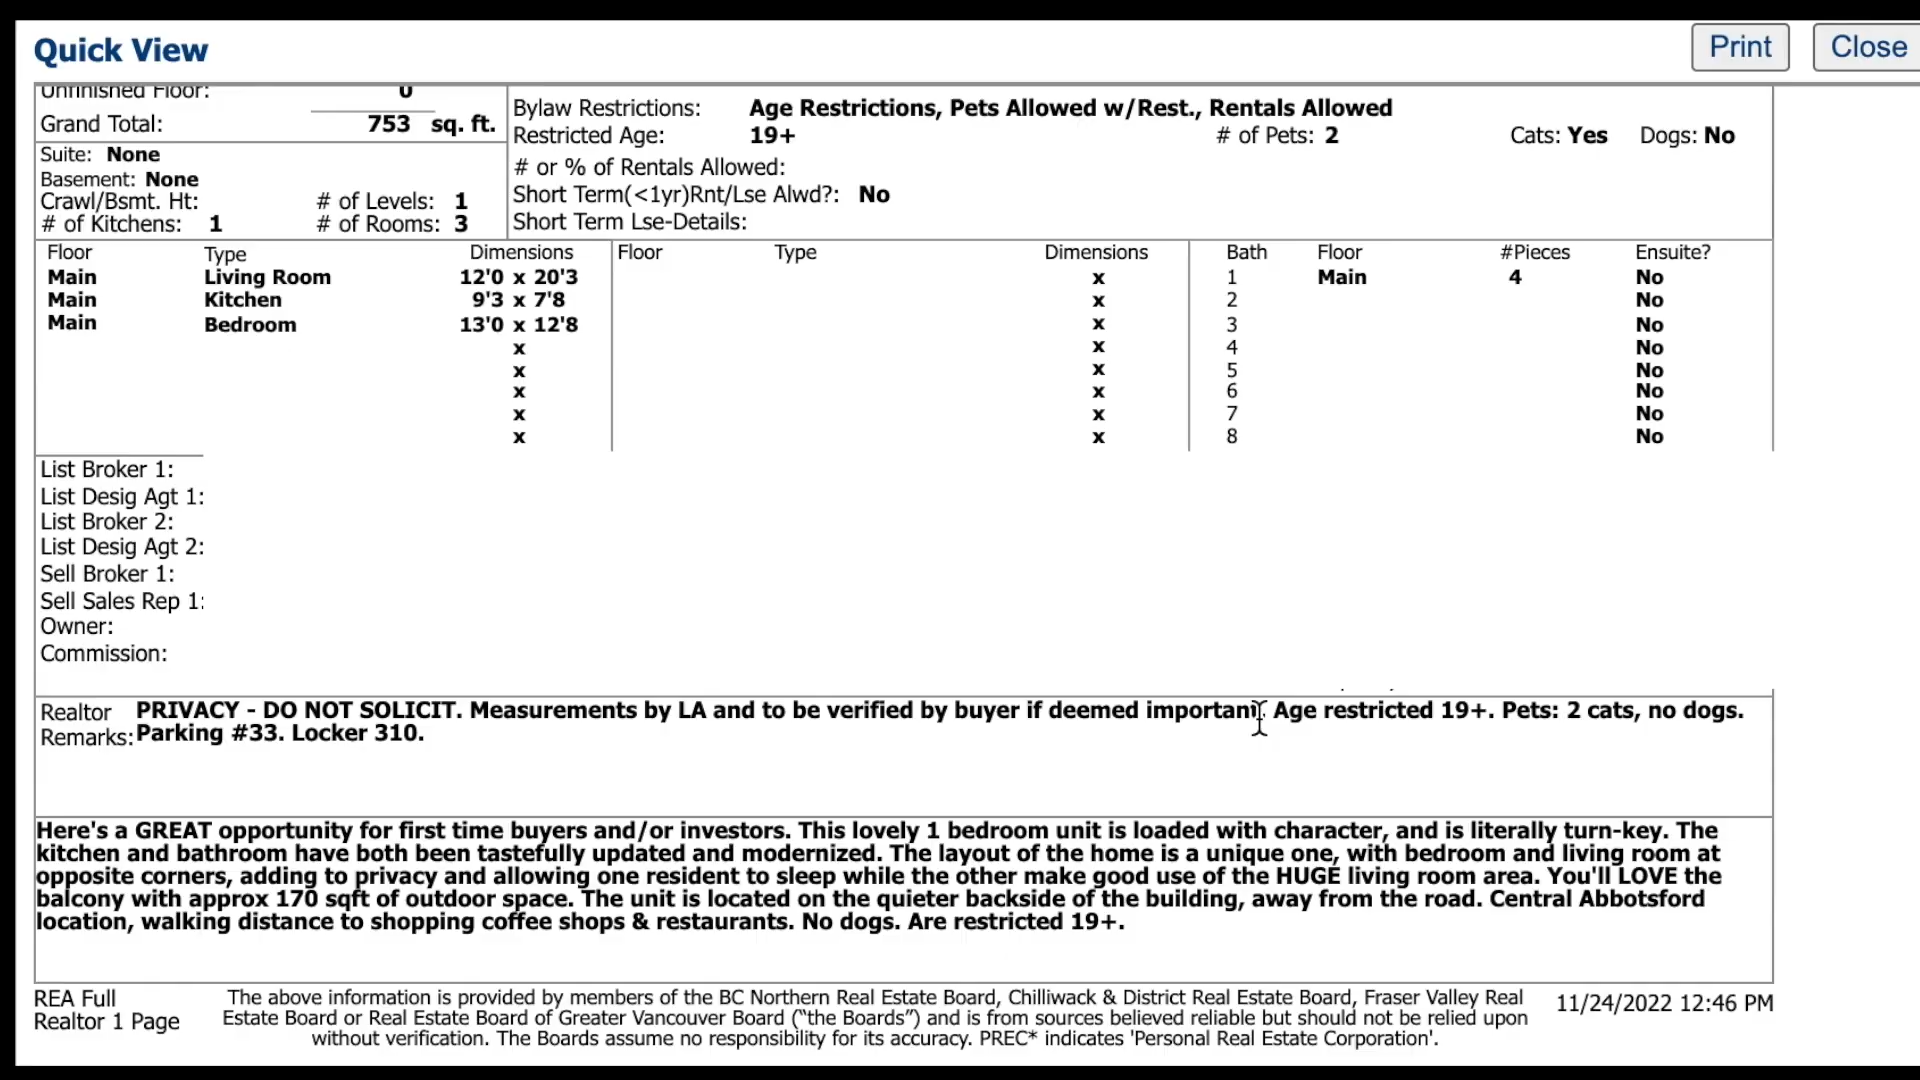 Quick View
Print
Close
Unfinished Floor: 0
Grand Total: 753 sq. ft.
Suite: None
Basement: None
Crawl/Bsmt. Ht: # of Levels: 1
# of Kitchens: 1 # of Rooms: 3
Bylaw Restrictions: Age Restrictions, Pets Allowed w/Rest., Rentals Allowed
Restricted Age: 19+ # of Pets: 2 Cats: Yes Dogs: No
# or % of Rentals Allowed:
Short Term(<1yr)Rnt/Lse Alwd?: No
Short Term Lse-Details:
Floor Type Dimensions Floor Type Dimensions Bath Floor #Pieces Ensuite?
Main Living Room 12'0 x 20'3 x 1 Main 4 No
Main Kitchen 9'3 x 7'8 x 2 No
Main Bedroom 13'0 x 12'8 x 3 No
x x 4 No
x x 5 No
x x 6 No
x x 7 No
x x 8 No
List Broker 1:
List Desig Agt 1:
List Broker 2:
List Desig Agt 2:
Sell Broker 1:
Sell Sales Rep 1:
Owner:
Commission:
Realtor Remarks: PRIVACY - DO NOT SOLICIT. Measurements by LA and to be verified by buyer if deemed important. Age restricted 19+. Pets: 2 cats, no dogs.
Parking #33. Locker 310.
Here's a GREAT opportunity for first time buyers and/or investors. This lovely 1 bedroom unit is loaded with character, and is literally turn-key. The
kitchen and bathroom have both been tastefully updated and modernized. The layout of the home is a unique one, with bedroom and living room at
opposite corners, adding to privacy and allowing one resident to sleep while the other make good use of the HUGE living room area. You'll LOVE the
balcony with approx 170 sqft of outdoor space. The unit is located on the quieter backside of the building, away from the road. Central Abbotsford
location, walking distance to shopping coffee shops & restaurants. No dogs. Are restricted 19+.
REA Full
Realtor 1 Page
The above information is provided by members of the BC Northern Real Estate Board, Chilliwack & District Real Estate Board, Fraser Valley Real
Estate Board or Real Estate Board of Greater Vancouver Board ("the Boards") and is from sources believed reliable but should not be relied upon
without verification. The Boards assume no responsibility for its accuracy. PREC* indicates 'Personal Real Estate Corporation'.
11/24/2022 12:46 PM